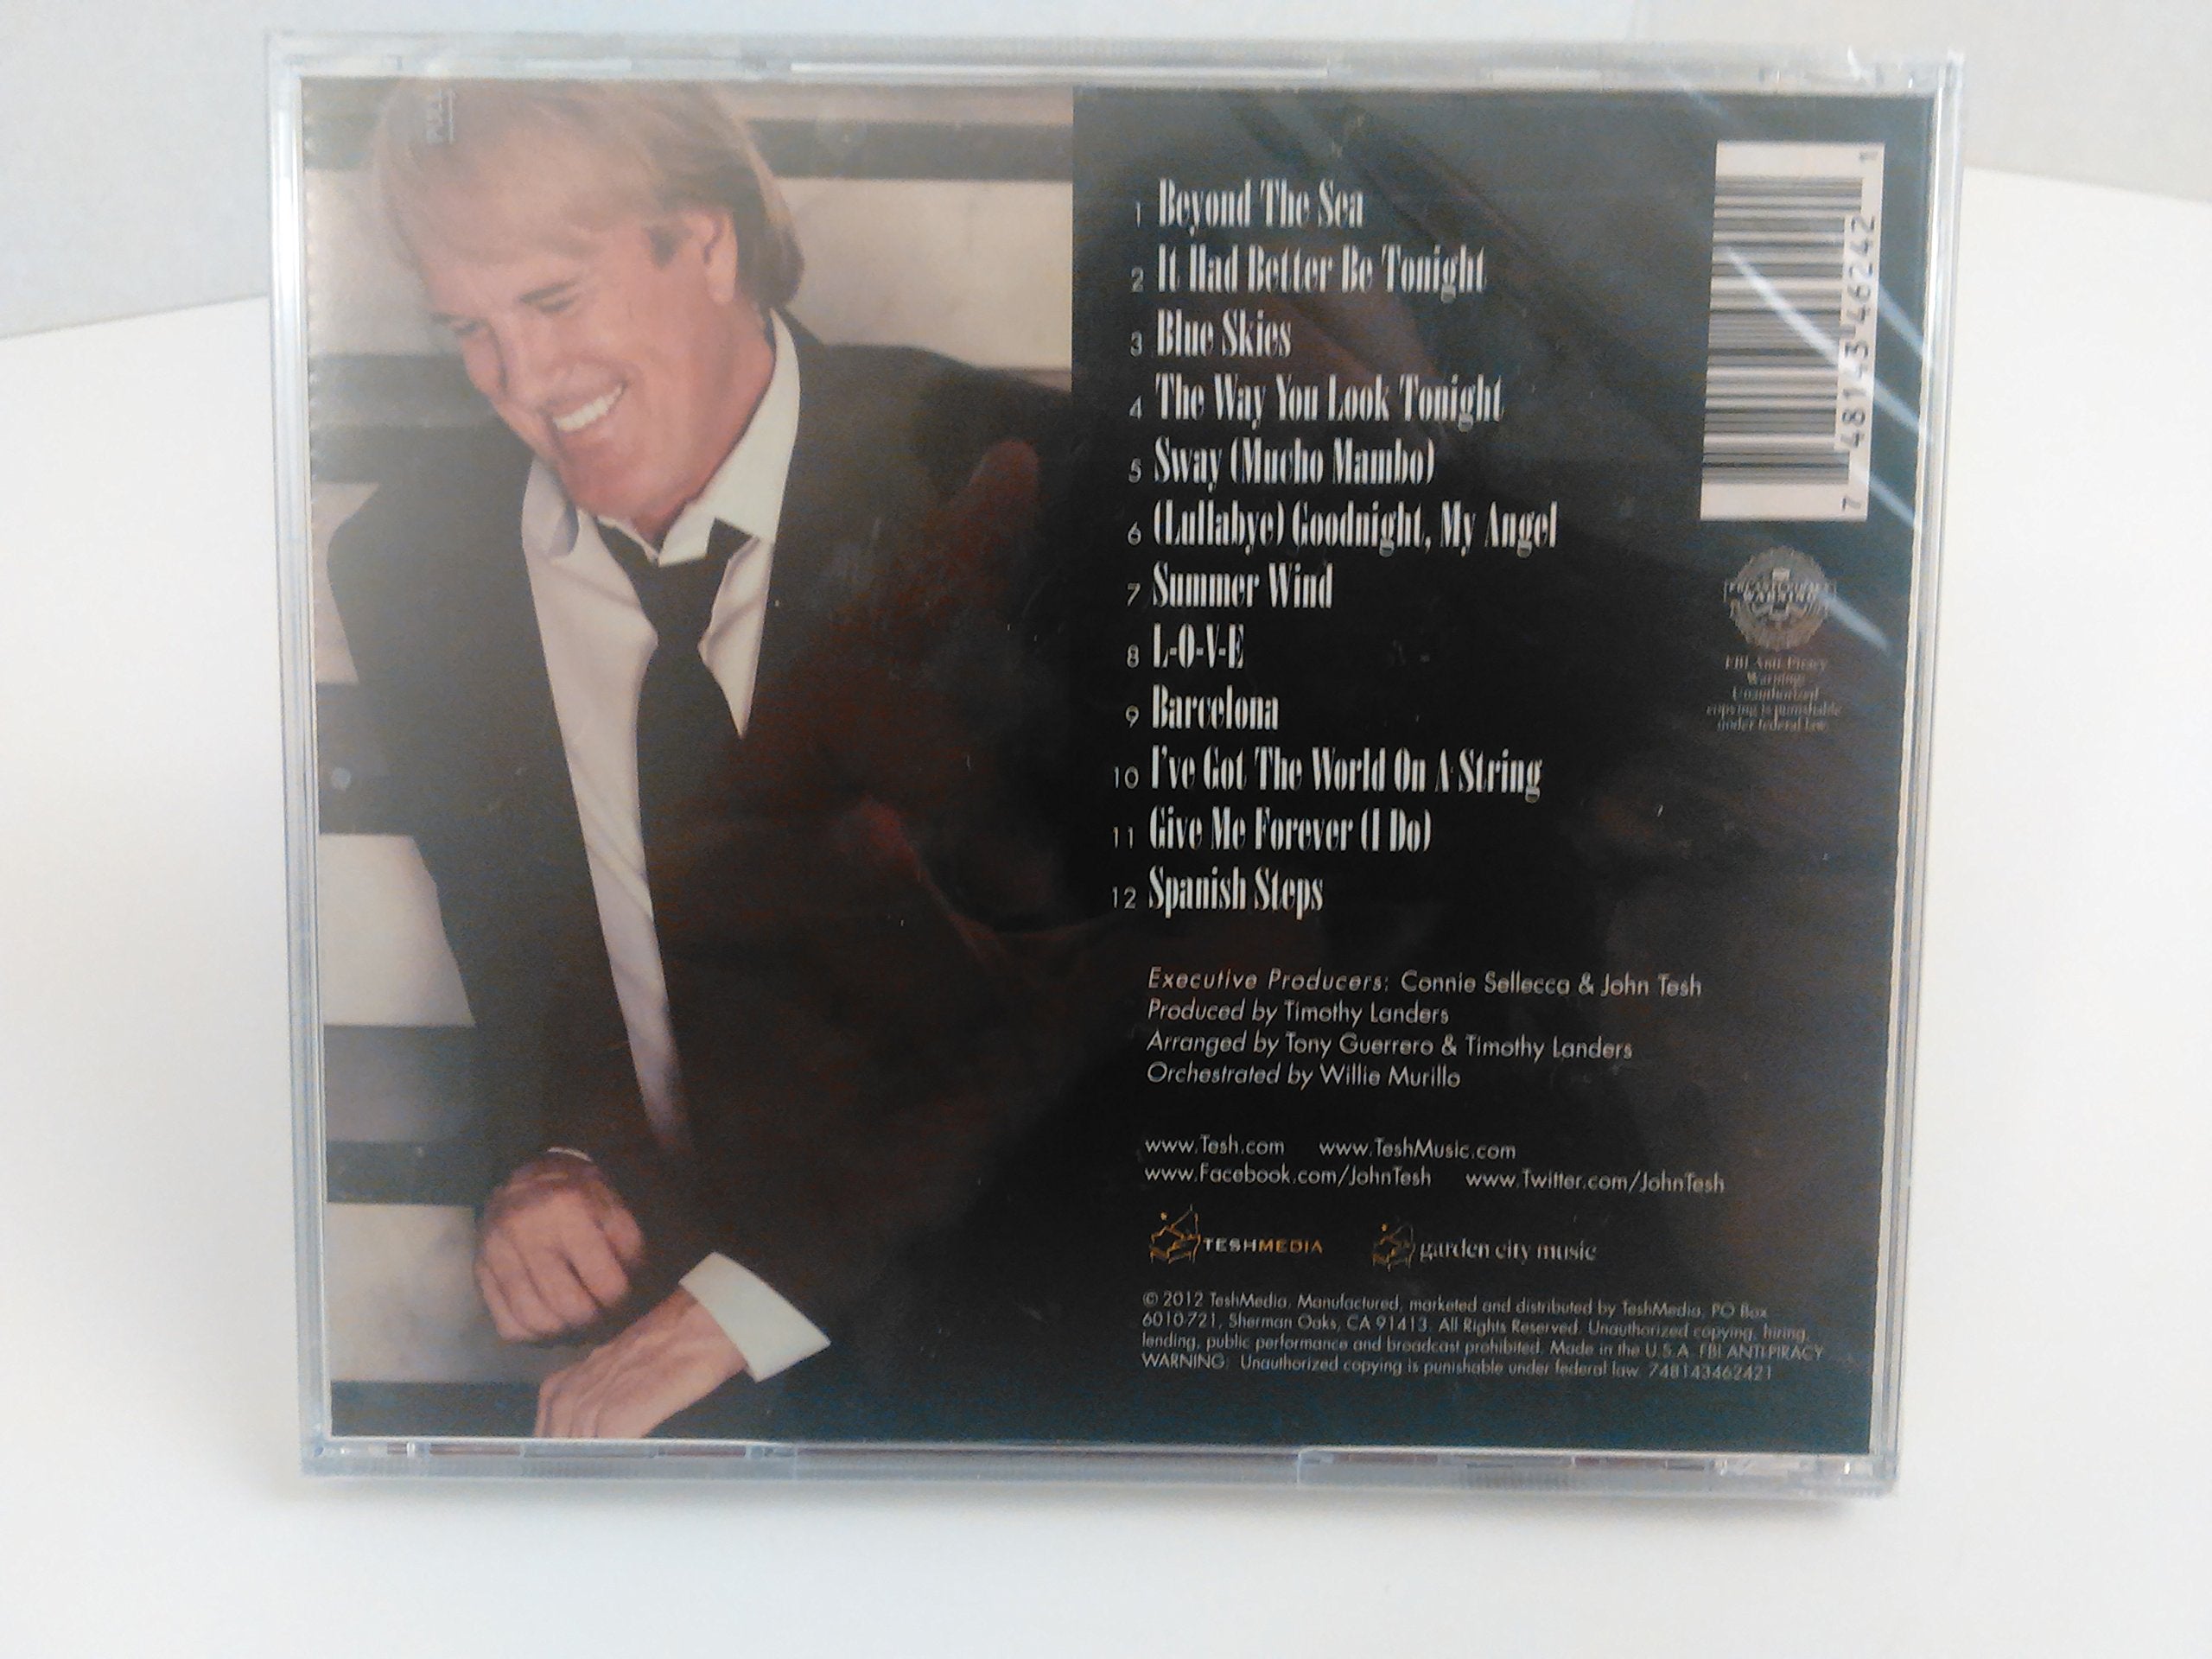 PULL
1 Beyond The Sea
2 It Had Better Be Tonight
3 Blue Skies
4 The Way You Look Tonight
5 Sway (Mucho Mambo)
6 (Lullabye) Goodnight, My Angel
7 Summer Wind
8 L-O-V-E
9 Barcelona
10 I've Got The World On A String
11 Give Me Forever (I Do)
12 Spanish Steps
Executive Producers: Connie Sellecca & John Tesh
Produced by Timothy Landers
Arranged by Tony Guerrero & Timothy Landers
Orchestrated by Willie Murillo
www.Tesh.com www.TeshMusic.com
www.Facebook.com/JohnTesh www.Twitter.com/JohnTesh
TESHMEDIA garden city music
© 2012 TeshMedia. Manufactured, marketed and distributed by TeshMedia, PO Box
6010-721, Sherman Oaks, CA 91413. All Rights Reserved. Unauthorized copying, hiring,
lending, public performance and broadcast prohibited. Made in the U.S.A. FBI ANTI-PIRACY
WARNING: Unauthorized copying is punishable under federal law. 748143462421
7 48143 46242 1
FBI Anti-Piracy
Warning:
Unauthorized
copying is punishable
under federal law.